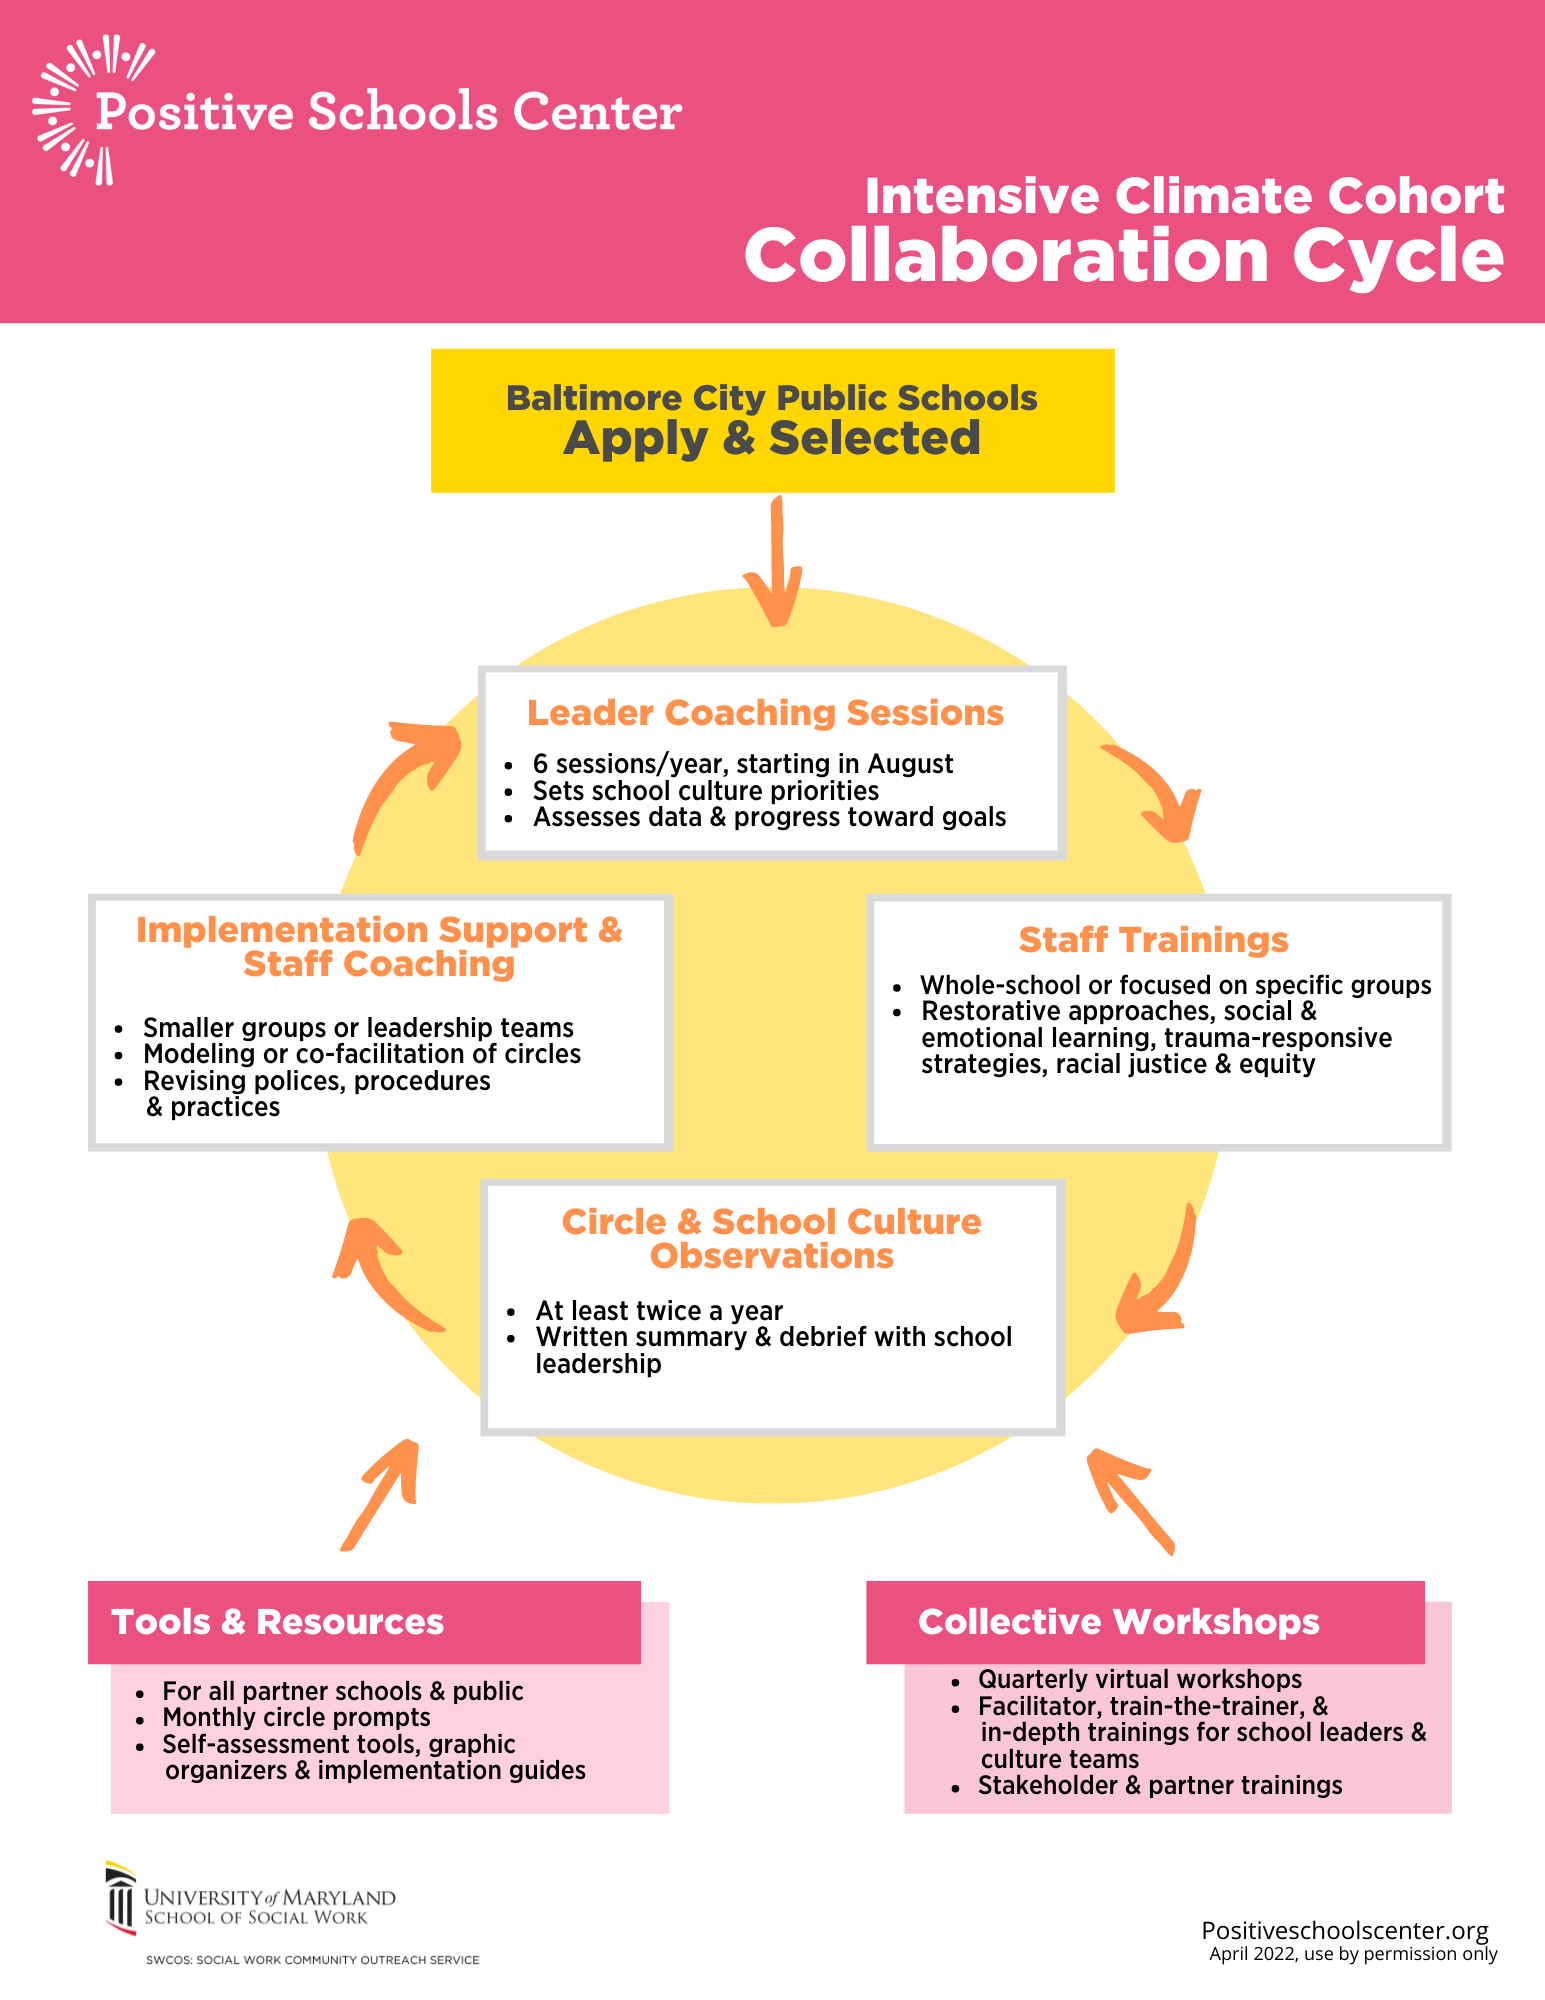 Positive Schools Center
Intensive Climate Cohort
Collaboration Cycle
Baltimore City Public Schools
Apply & Selected
Leader Coaching Sessions
• 6 sessions/year, starting in August
• Sets school culture priorities
• Assesses data & progress toward goals
Implementation Support &
Staff Coaching
• Smaller groups or leadership teams
• Modeling or co-facilitation of circles
• Revising polices, procedures
& practices
Staff Trainings
• Whole-school or focused on specific groups
• Restorative approaches, social &
emotional learning, trauma-responsive
strategies, racial justice & equity
Circle & School Culture
Observations
• At least twice a year
• Written summary & debrief with school
leadership
Tools & Resources
• For all partner schools & public
• Monthly circle prompts
• Self-assessment tools, graphic
organizers & implementation guides
Collective Workshops
• Quarterly virtual workshops
• Facilitator, train-the-trainer, &
in-depth trainings for school leaders &
culture teams
• Stakeholder & partner trainings
UNIVERSITY of MARYLAND
SCHOOL OF SOCIAL WORK
SWCOS: SOCIAL WORK COMMUNITY OUTREACH SERVICE
Positiveschoolscenter.org
April 2022, use by permission only